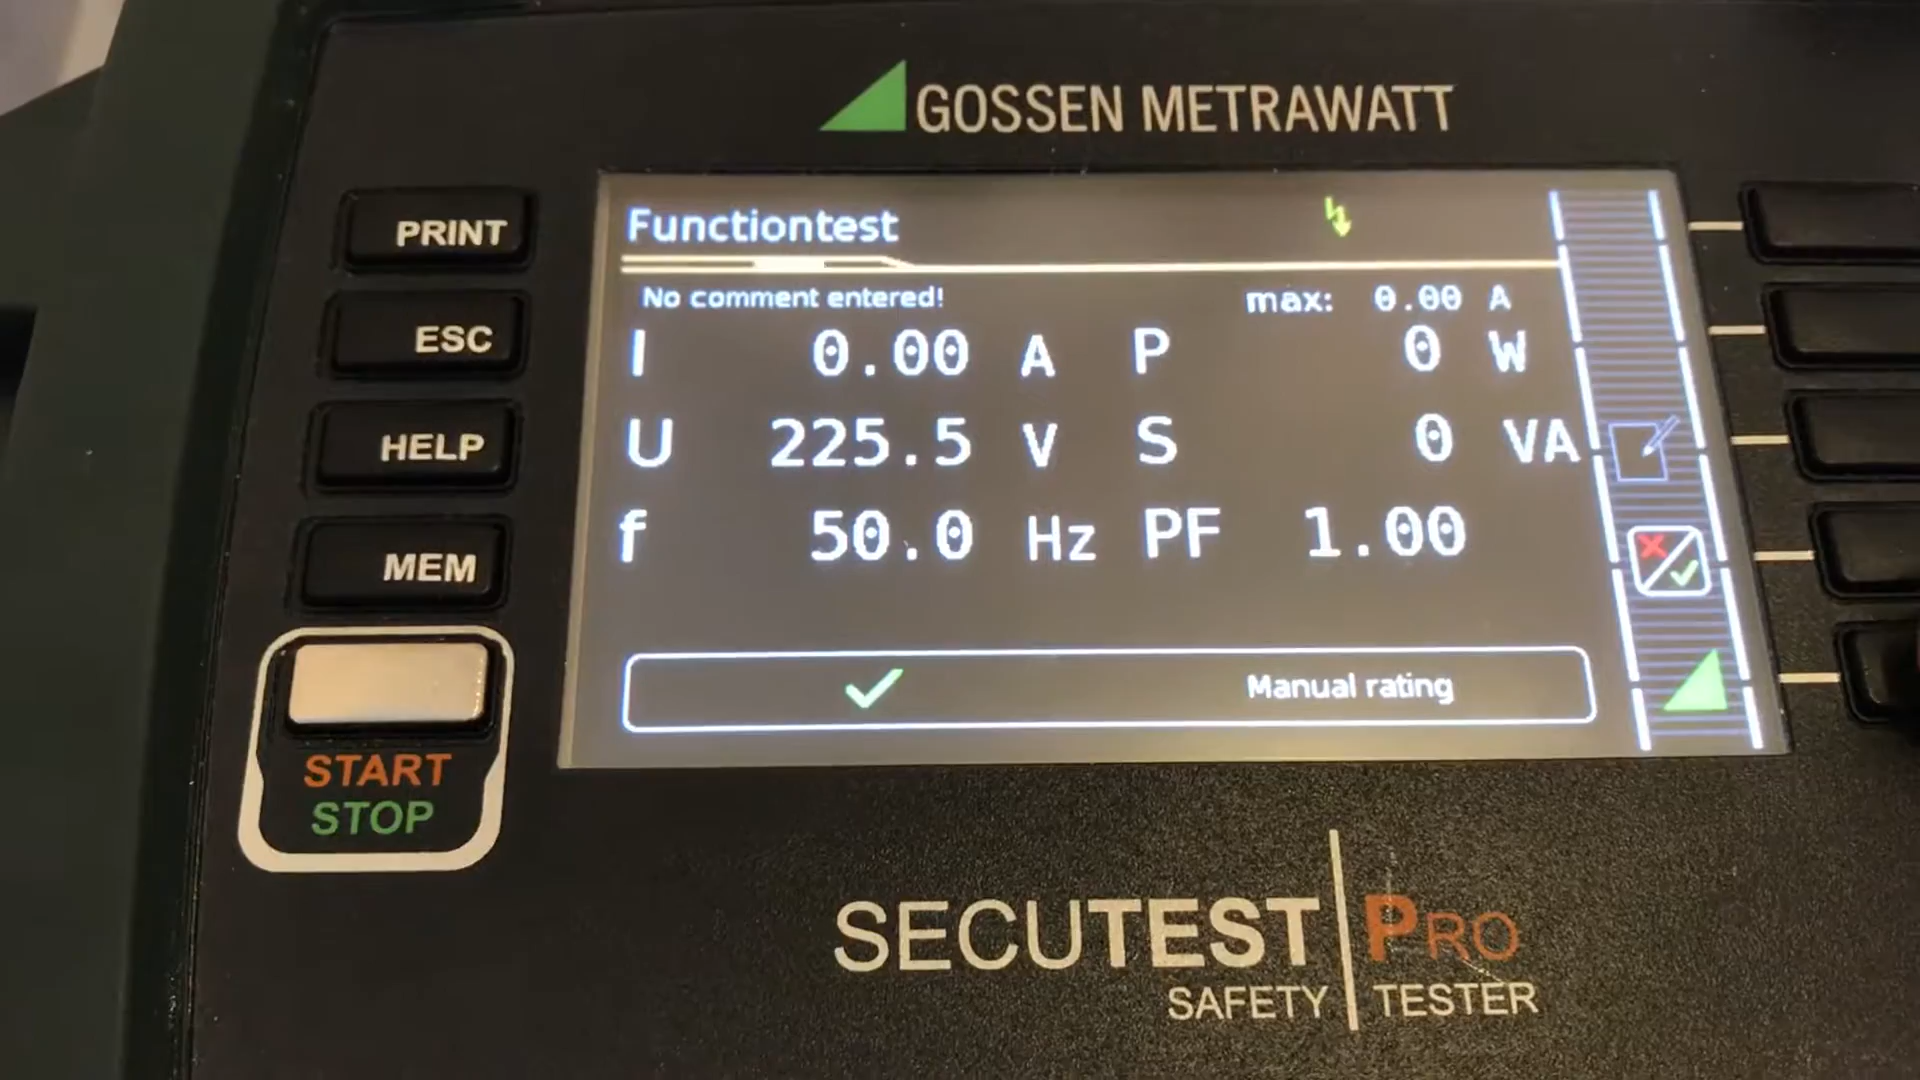 GOSSEN METRAWATT
PRINT
ESC
HELP
MEM
START
STOP
Functiontest
No comment entered! max: 0.00 A
I 0.00 A P 0 W
U 225.5 V S 0 VA
f 50.0 Hz PF 1.00
Manual rating
SECUTEST PRO
SAFETY TESTER